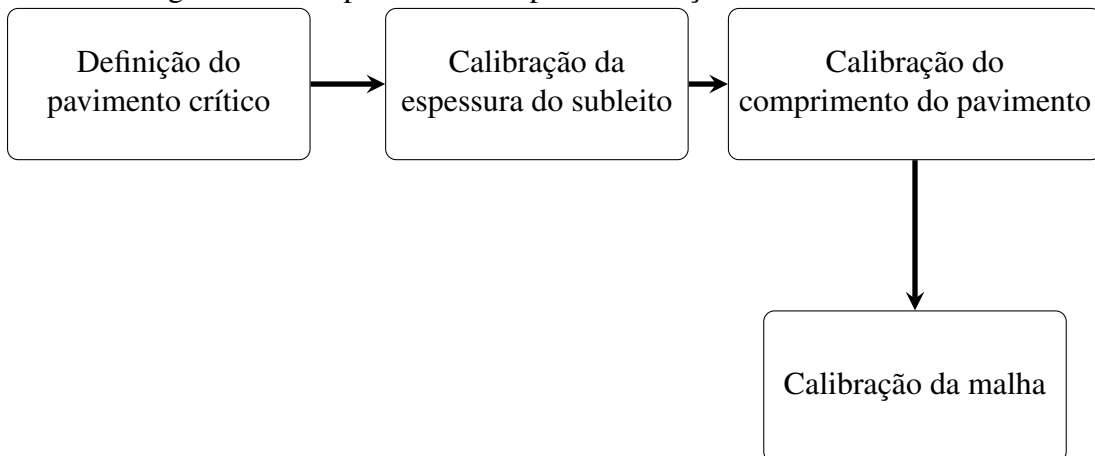 Definição do
pavimento crítico
Calibração da
espessura do subleito
Calibração do
comprimento do pavimento
Calibração da malha